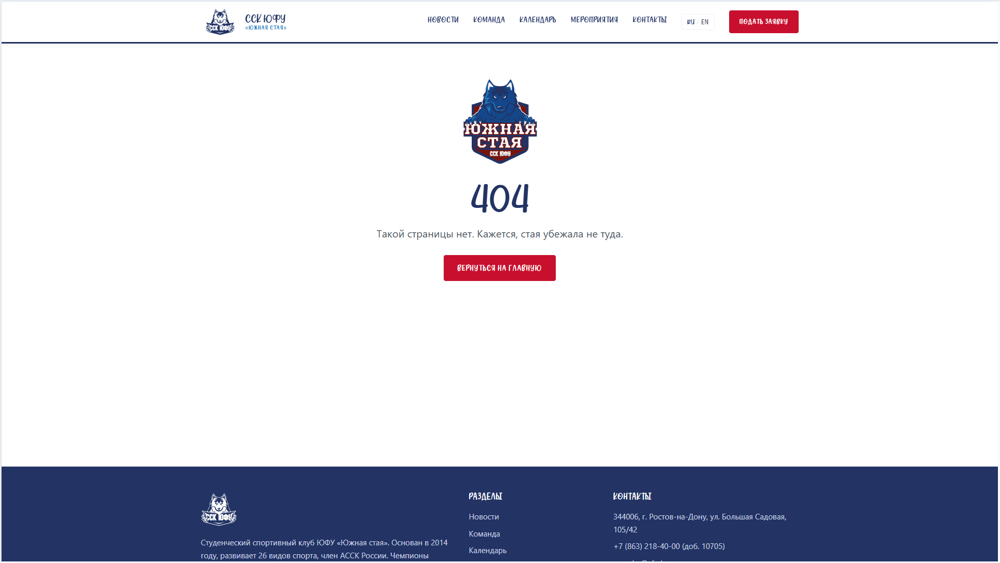 ССК ЮФУ
ССК ЮФУ
«ЮЖНАЯ СТАЯ»
НОВОСТИ
КОМАНДА
КАЛЕНДАРЬ
МЕРОПРИЯТИЯ
КОНТАКТЫ
RU / EN
ПОДАТЬ ЗАЯВКУ
ЮЖНАЯ
СТАЯ
ССК ЮФУ
404
Такой страницы нет. Кажется, стая убежала не туда.
ВЕРНУТЬСЯ НА ГЛАВНУЮ
ССК ЮФУ
Студенческий спортивный клуб ЮФУ «Южная стая». Основан в 2014
году, развивает 26 видов спорта, член АССК России. Чемпионы
РАЗДЕЛЫ
Новости
Команда
Календарь
КОНТАКТЫ
344006, г. Ростов-на-Дону, ул. Большая Садовая,
105/42
+7 (863) 218-40-00 (доб. 10705)